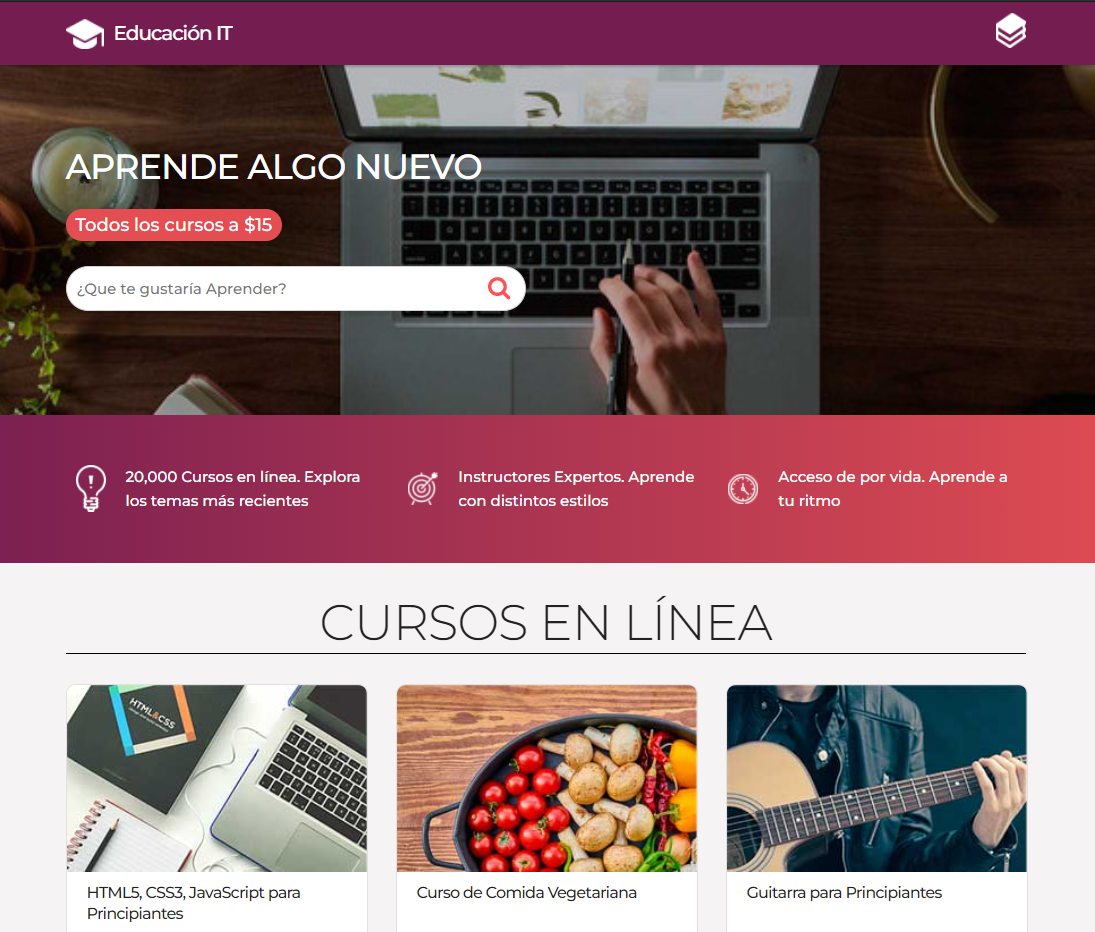 Educación IT
APRENDE ALGO NUEVO
Todos los cursos a $15
¿Que te gustaría Aprender?
20,000 Cursos en línea. Explora
los temas más recientes
Instructores Expertos. Aprende
con distintos estilos
Acceso de por vida. Aprende a
tu ritmo
CURSOS EN LÍNEA
HTML&CSS
HTML5, CSS3, JavaScript para
Principiantes
Curso de Comida Vegetariana
Guitarra para Principiantes